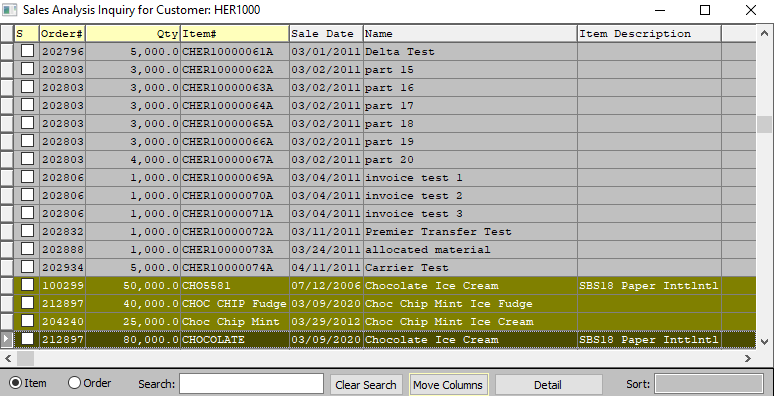 Sales Analysis Inquiry for Customer: HER1000
S Order# Qty Item# Sale Date Name Item Description
202796 5,000.0 CHER10000061A 03/01/2011 Delta Test
202803 3,000.0 CHER10000062A 03/02/2011 part 15
202803 3,000.0 CHER10000063A 03/02/2011 part 16
202803 3,000.0 CHER10000064A 03/02/2011 part 17
202803 3,000.0 CHER10000065A 03/02/2011 part 18
202803 3,000.0 CHER10000066A 03/02/2011 part 19
202803 4,000.0 CHER10000067A 03/02/2011 part 20
202806 1,000.0 CHER10000069A 03/04/2011 invoice test 1
202806 1,000.0 CHER10000070A 03/04/2011 invoice test 2
202806 1,000.0 CHER10000071A 03/04/2011 invoice test 3
202832 1,000.0 CHER10000072A 03/11/2011 Premier Transfer Test
202888 1,000.0 CHER10000073A 03/24/2011 allocated material
202934 5,000.0 CHER10000074A 04/11/2011 Carrier Test
100299 50,000.0 CHO5581 07/12/2006 Chocolate Ice Cream SBS18 Paper Inttlntl
212897 40,000.0 CHOC CHIP Fudge 03/09/2020 Choc Chip Mint Ice Fudge
204240 25,000.0 Choc Chip Mint 03/29/2012 Choc Chip Mint Ice Cream
212897 80,000.0 CHOCOLATE 03/09/2020 Chocolate Ice Cream SBS18 Paper Inttlntl
Item Order Search: Clear Search Move Columns Detail Sort: